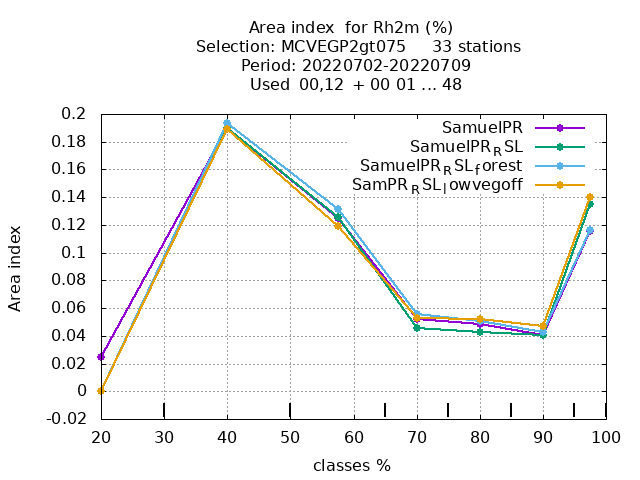 Area index  for Rh2m (%)
Selection: MCVEGP2gt075     33 stations
Period: 20220702-20220709
Used  00,12  + 00 01 ... 48
0.2
0.18
0.16
0.14
0.12
0.1
0.08
0.06
0.04
0.02
0
-0.02
Area index
SamuelPR
SamuelPR_RSL
SamuelPR_RSL_forest
SamPR_RSL_lowvegoff
20 30 40 50 60 70 80 90 100
classes %